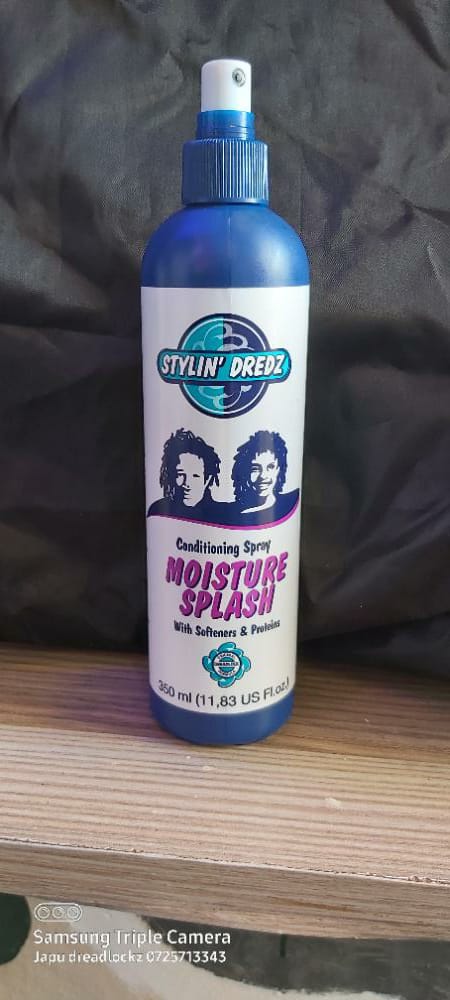 STYLIN' DREDZ
Conditioning Spray
MOISTURE
SPLASH
With Softeners & Proteins
350 ml (11,83 US Fl.oz.)
Samsung Triple Camera
Japu dreadlockz 0725713343